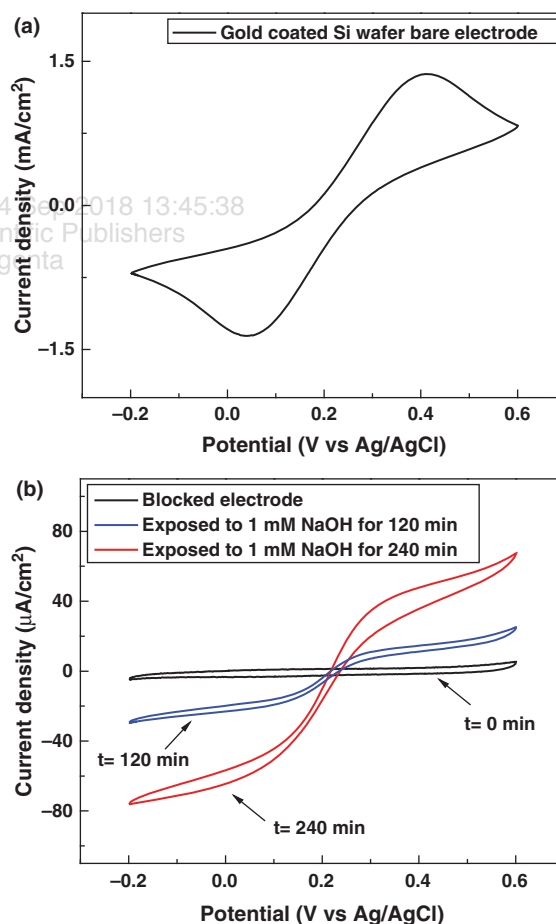 (a)
Gold coated Si wafer bare electrode
1.5
0.0
−1.5
Current density (mA/cm²)
2018 13:45:38
Publishers
−0.2 0.0 0.2 0.4 0.6
Potential (V vs Ag/AgCl)
(b)
Blocked electrode
Exposed to 1 mM NaOH for 120 min
Exposed to 1 mM NaOH for 240 min
80
40
0
−40
−80
Current density (μA/cm²)
t= 0 min
t= 120 min
t= 240 min
−0.2 0.0 0.2 0.4 0.6
Potential (V vs Ag/AgCl)